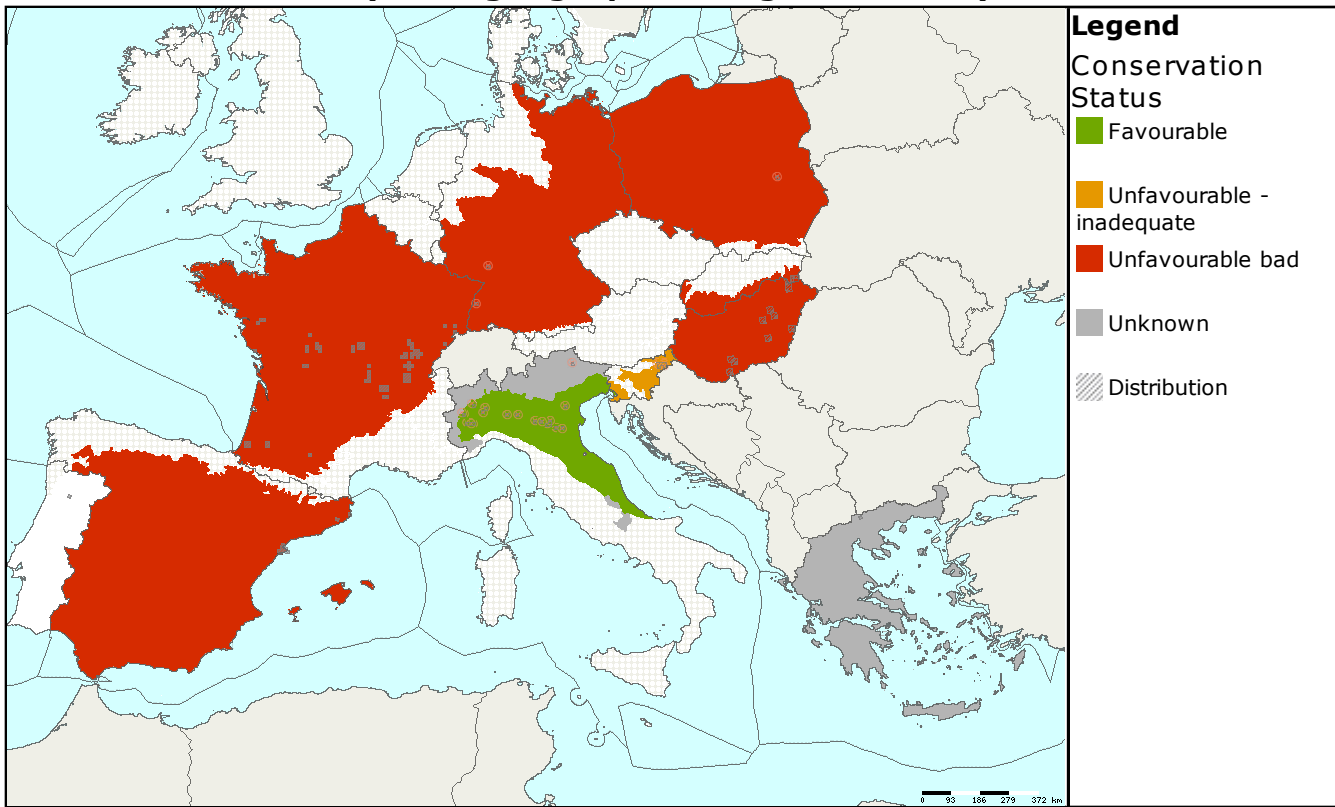 Legend
Conservation
Status
Favourable
Unfavourable -
inadequate
Unfavourable bad
Unknown
Distribution
0 93 186 279 372 km